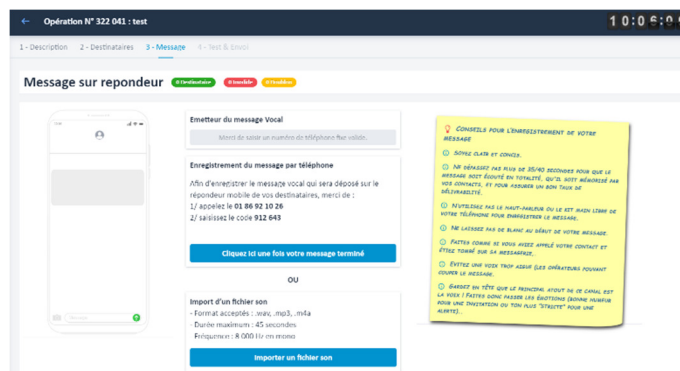 ← Opération N° 322 041 : test
10:06:0
1 - Description 2 - Destinataires 3 - Message 4 - Test & Envoi
Message sur repondeur 0 Destinataire 0 Invalide 0 Doublon
Emetteur du message Vocal
Merci de saisir un numéro de téléphone fixe valide.
Enregistrement du message par téléphone
Afin d'enregistrer le message vocal qui sera déposé sur le
répondeur mobile de vos destinataires, merci de :
1/ appelez le 01 86 92 10 26
2/ saisissez le code 912 643
Cliquez ici une fois votre message terminé
OU
Import d'un fichier son
- Format acceptés : .wav, .mp3, .m4a
- Durée maximum : 45 secondes
- Fréquence : 8 000 Hz en mono
Importer un fichier son
Message
Conseils pour l'enregistrement de votre
message
Soyez clair et concis.
Ne dépassez pas plus de 35/40 secondes pour que le
message soit écouté en totalité, qu'il soit mémorisé par
vos contacts, et pour assurer un bon taux de
délivrabilité.
N'utilisez pas le haut-parleur ou le kit main libre de
votre téléphone pour enregistrer le message.
Ne laissez pas de blanc au début de votre message.
Faites comme si vous aviez appelé votre contact et
étiez tombé sur sa messagerie.
Evitez une voix trop aigue (les opérateurs pouvant
couper le message.
Gardez en tête que le principal atout de ce canal est
la voix ! Faites donc passer les émotions (bonne humeur
pour une invitation ou ton plus "stricte" pour une
alerte)..